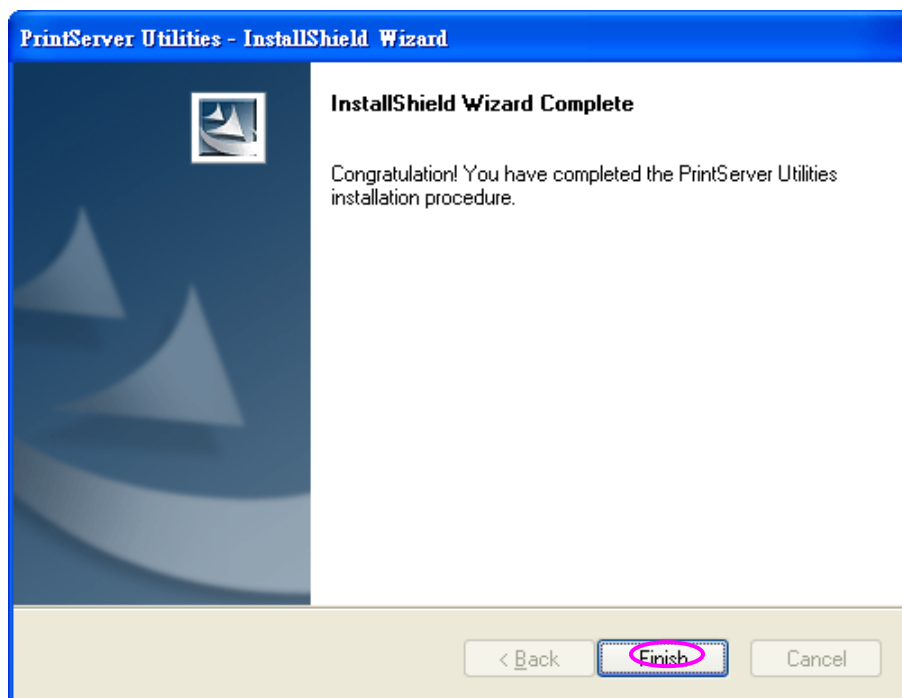 PrintServer Utilities - InstallShield Wizard
InstallShield Wizard Complete
Congratulation! You have completed the PrintServer Utilities
installation procedure.
< Back
Finish
Cancel